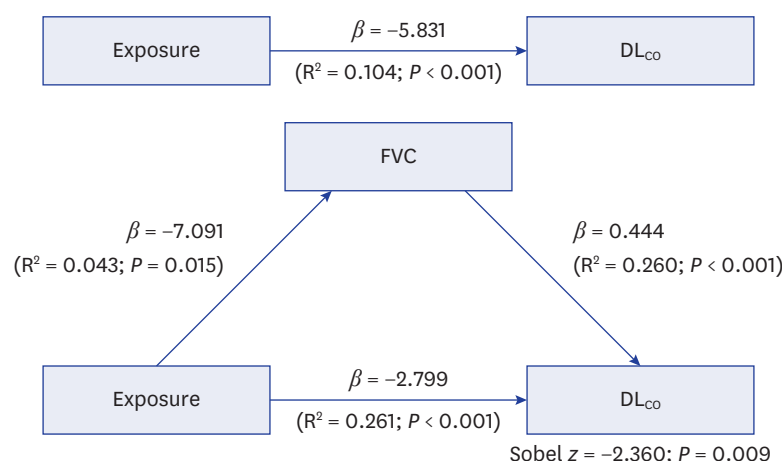 β = –5.831
Exposure
DLCO
(R² = 0.104; P < 0.001)
FVC
β = –7.091
(R² = 0.043; P = 0.015)
β = 0.444
(R² = 0.260; P < 0.001)
β = –2.799
Exposure
DLCO
(R² = 0.261; P < 0.001)
Sobel z = –2.360; P = 0.009